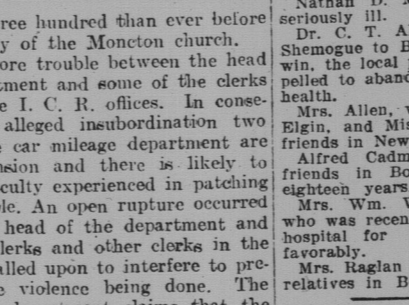 ree hundred than ever before
y of the Moncton church.
ore trouble between the head
tment and some of the clerks
e I. C. R. offices. In conse-
alleged insubordination two
e car mileage department are
nsion and there is likely to
culty experienced in patching
le. An open rupture occurred
head of the department and
lerks and other clerks in the
lled upon to interfere to pre-
e violence being done. The
claims that the
Nathan D.
seriously ill.
Dr. C. T. A
Shemogue to B
win, the local
pelled to aband
health.
Mrs. Allen,
Elgin, and Mis
friends in New
Alfred Cadm
friends in Bo
eighteen years
Mrs. Wm. V
who was recen
hospital for
favorably.
Mrs. Raglan
relatives in B